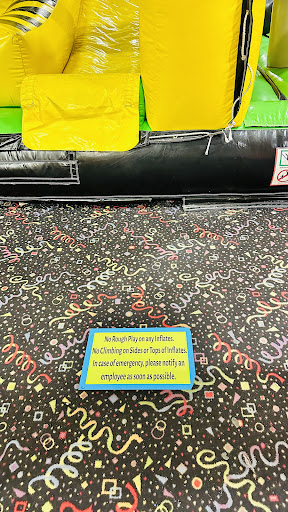 No Rough Play on any Inflates.
No Climbing on Sides or Tops of Inflates.
In case of emergency, please notify an
employee as soon as possible.